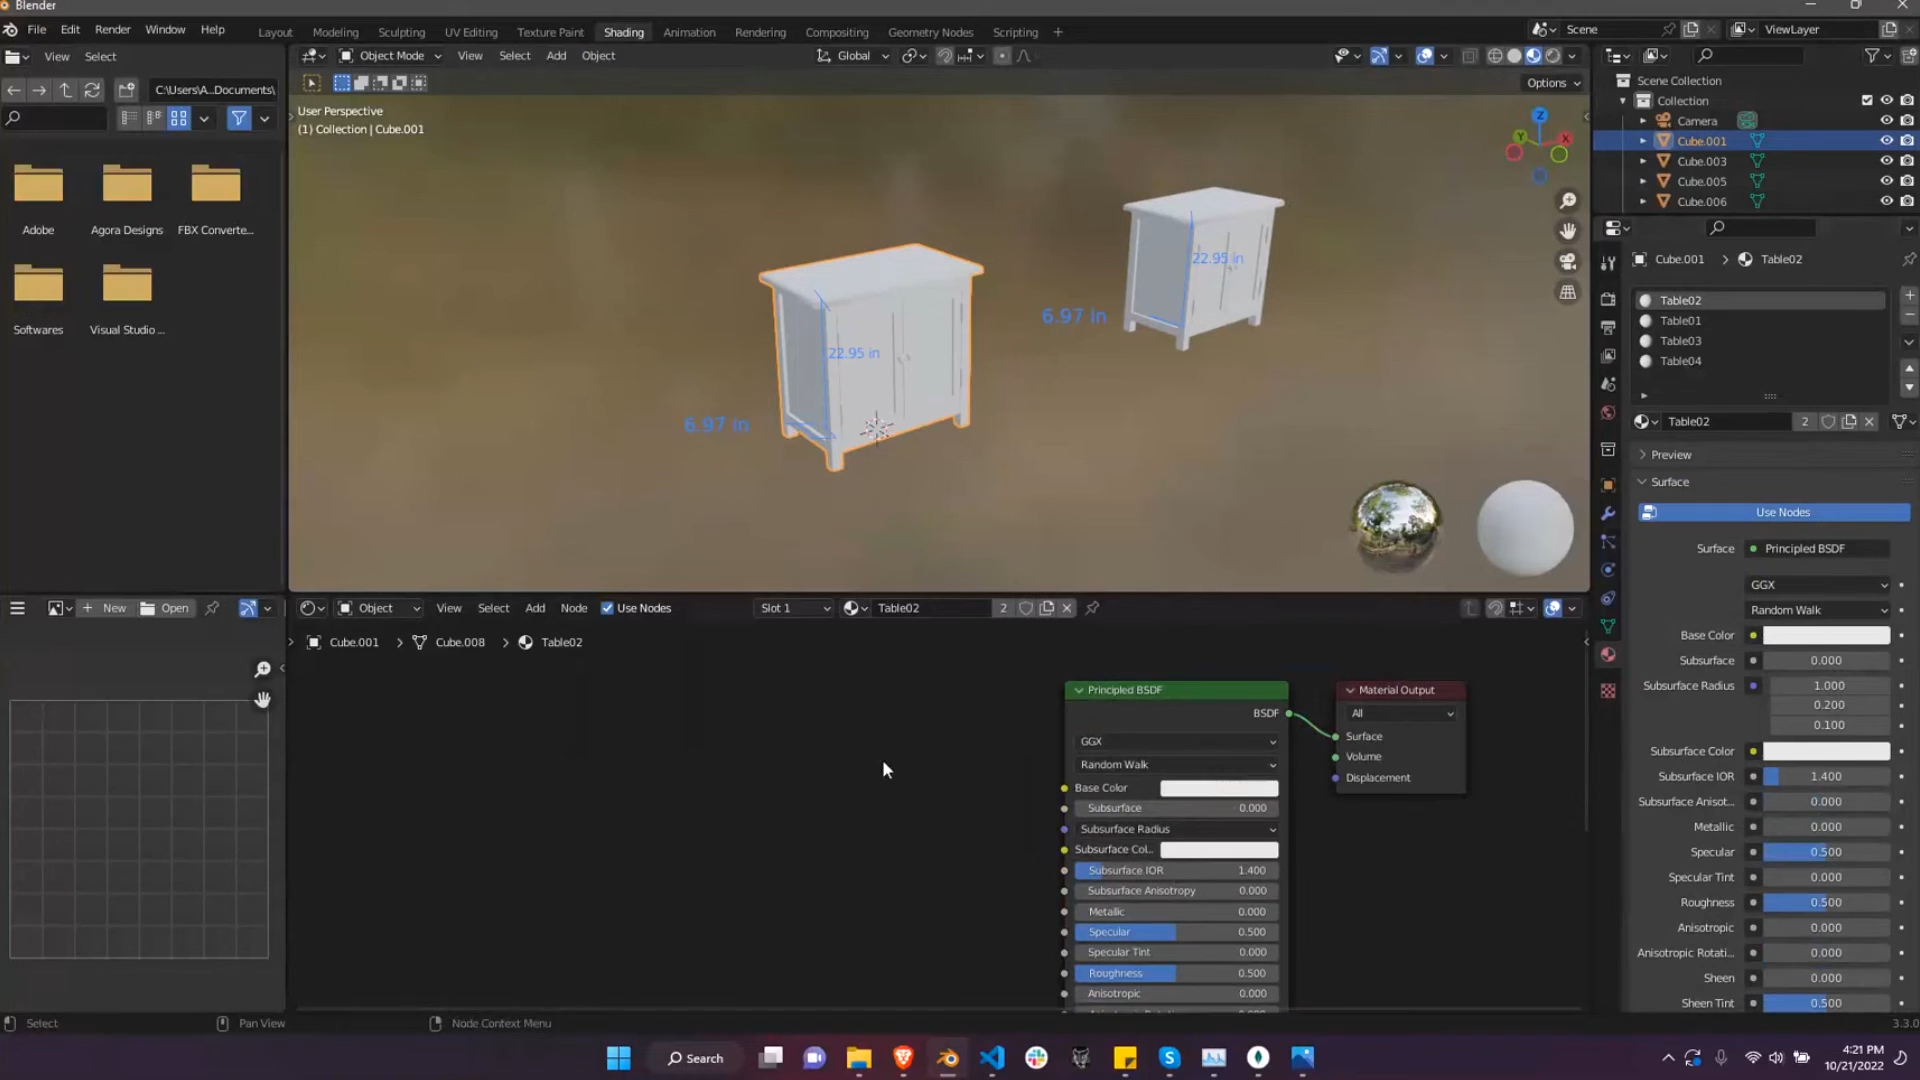 Blender
File Edit Render Window Help
Layout Modeling Sculpting UV Editing Texture Paint Shading Animation Rendering Compositing Geometry Nodes Scripting +
Scene
ViewLayer
View Select
Object Mode View Select Add Object
Global
C:\Users\A...Documents\
Options
User Perspective
(1) Collection | Cube.001
Z
Y
X
Scene Collection
Collection
Camera
Cube.001
Cube.003
Cube.005
Cube.006
Adobe
Agora Designs
FBX Converte...
Softwares
Visual Studio ...
22.95 in
6.97 in
22.95 in
6.97 in
Cube.001 > Table02
Table02
Table01
Table03
Table04
Table02 2
Preview
Surface
Use Nodes
Surface Principled BSDF
GGX
Random Walk
Base Color
Subsurface 0.000
Subsurface Radius 1.000
0.200
0.100
Subsurface Color
Subsurface IOR 1.400
Subsurface Anisot... 0.000
Metallic 0.000
Specular 0.500
Specular Tint 0.000
Roughness 0.500
Anisotropic 0.000
Anisotropic Rotati... 0.000
Sheen 0.000
Sheen Tint 0.500
+ New Open
Object View Select Add Node Use Nodes Slot 1 Table02 2
Cube.001 > Cube.008 > Table02
Principled BSDF
BSDF
GGX
Random Walk
Base Color
Subsurface 0.000
Subsurface Radius
Subsurface Col...
Subsurface IOR 1.400
Subsurface Anisotropy 0.000
Metallic 0.000
Specular 0.500
Specular Tint 0.000
Roughness 0.500
Anisotropic 0.000
Material Output
All
Surface
Volume
Displacement
Select Pan View Node Context Menu
3.3.0
Search
4:21 PM
10/21/2022